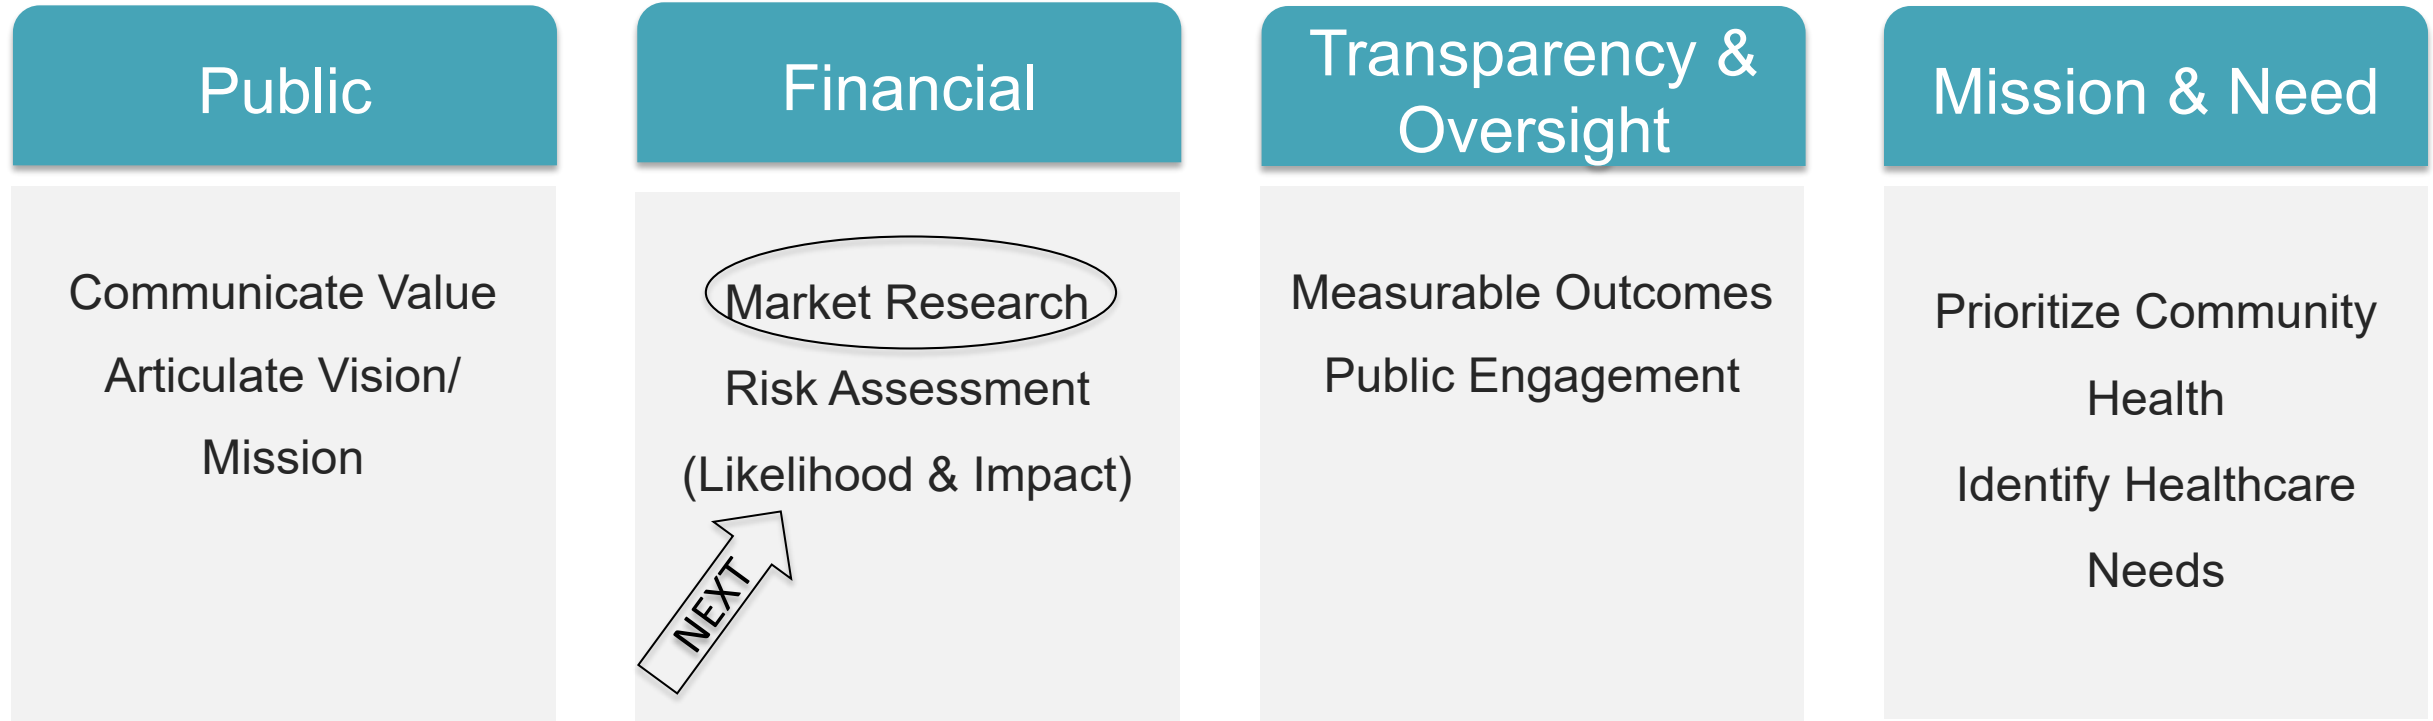 Public
Communicate Value
Articulate Vision/
Mission
Financial
Market Research
Risk Assessment
(Likelihood & Impact)
NEXT
Transparency &
Oversight
Measurable Outcomes
Public Engagement
Mission & Need
Prioritize Community
Health
Identify Healthcare
Needs